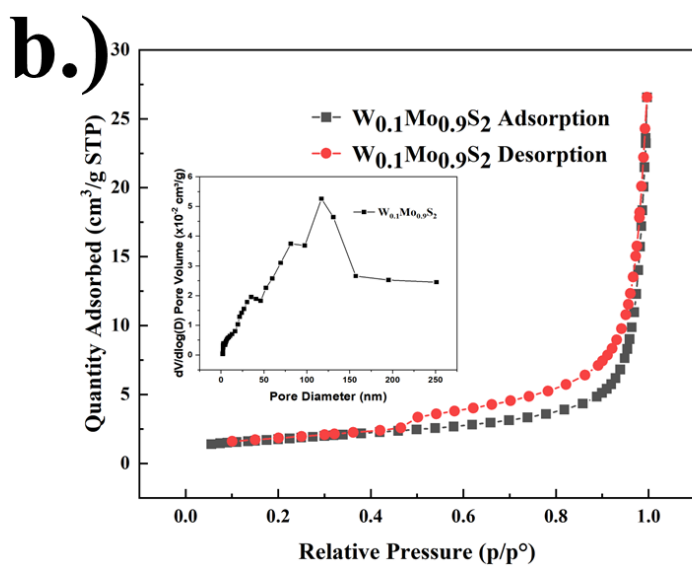 b.)
Quantity Adsorbed (cm³/g STP)
30
25
20
15
10
5
0
W₀.₁Mo₀.₉S₂ Adsorption
W₀.₁Mo₀.₉S₂ Desorption
dV/dlog(D) Pore Volume (x10⁻² cm³/g)
6
5
4
3
2
1
0
W₀.₁Mo₀.₉S₂
0 50 100 150 200 250
Pore Diameter (nm)
0.0 0.2 0.4 0.6 0.8 1.0
Relative Pressure (p/p°)